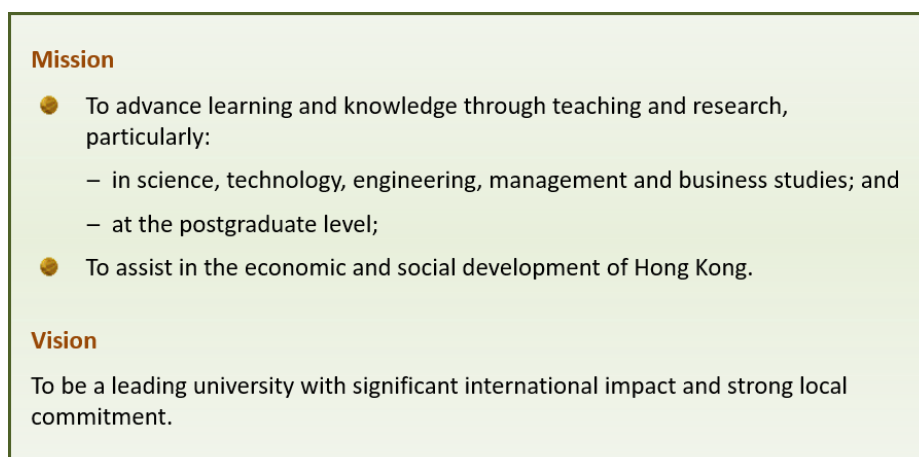 Mission
To advance learning and knowledge through teaching and research,
particularly:
– in science, technology, engineering, management and business studies; and
– at the postgraduate level;
To assist in the economic and social development of Hong Kong.
Vision
To be a leading university with significant international impact and strong local
commitment.